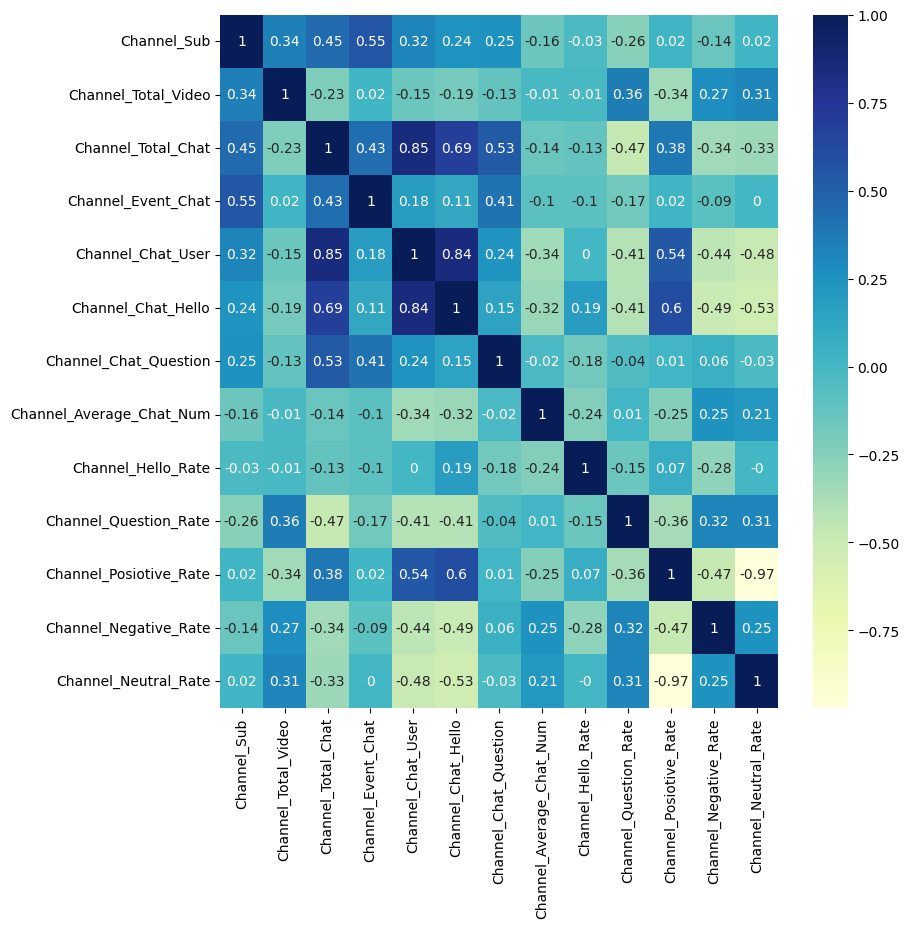 Channel_Sub 1 0.34 0.45 0.55 0.32 0.24 0.25 -0.16 -0.03 -0.26 0.02 -0.14 0.02
Channel_Total_Video 0.34 1 -0.23 0.02 -0.15 -0.19 -0.13 -0.01 -0.01 0.36 -0.34 0.27 0.31
Channel_Total_Chat 0.45 -0.23 1 0.43 0.85 0.69 0.53 -0.14 -0.13 -0.47 0.38 -0.34 -0.33
Channel_Event_Chat 0.55 0.02 0.43 1 0.18 0.11 0.41 -0.1 -0.1 -0.17 0.02 -0.09 0
Channel_Chat_User 0.32 -0.15 0.85 0.18 1 0.84 0.24 -0.34 0 -0.41 0.54 -0.44 -0.48
Channel_Chat_Hello 0.24 -0.19 0.69 0.11 0.84 1 0.15 -0.32 0.19 -0.41 0.6 -0.49 -0.53
Channel_Chat_Question 0.25 -0.13 0.53 0.41 0.24 0.15 1 -0.02 -0.18 -0.04 0.01 0.06 -0.03
Channel_Average_Chat_Num -0.16 -0.01 -0.14 -0.1 -0.34 -0.32 -0.02 1 -0.24 0.01 -0.25 0.25 0.21
Channel_Hello_Rate -0.03 -0.01 -0.13 -0.1 0 0.19 -0.18 -0.24 1 -0.15 0.07 -0.28 -0
Channel_Question_Rate -0.26 0.36 -0.47 -0.17 -0.41 -0.41 -0.04 0.01 -0.15 1 -0.36 0.32 0.31
Channel_Posiotive_Rate 0.02 -0.34 0.38 0.02 0.54 0.6 0.01 -0.25 0.07 -0.36 1 -0.47 -0.97
Channel_Negative_Rate -0.14 0.27 -0.34 -0.09 -0.44 -0.49 0.06 0.25 -0.28 0.32 -0.47 1 0.25
Channel_Neutral_Rate 0.02 0.31 -0.33 0 -0.48 -0.53 -0.03 0.21 -0 0.31 -0.97 0.25 1
Channel_Sub
Channel_Total_Video
Channel_Total_Chat
Channel_Event_Chat
Channel_Chat_User
Channel_Chat_Hello
Channel_Chat_Question
Channel_Average_Chat_Num
Channel_Hello_Rate
Channel_Question_Rate
Channel_Posiotive_Rate
Channel_Negative_Rate
Channel_Neutral_Rate
1.00
0.75
0.50
0.25
0.00
−0.25
−0.50
−0.75